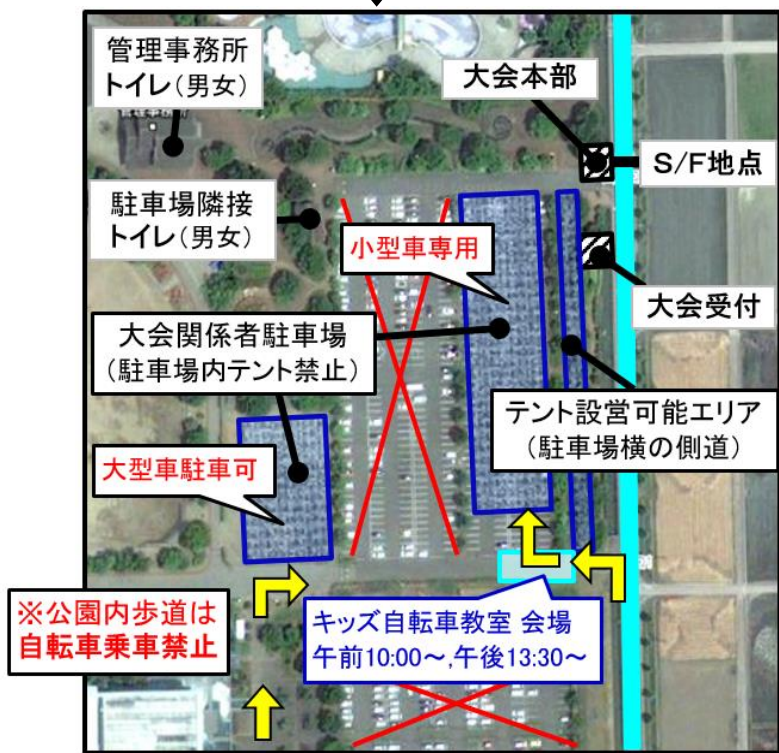 管理事務所
トイレ（男女）
管理事務所
大会本部
S/F地点
駐車場隣接
トイレ（男女）
小型車専用
大会受付
大会関係者駐車場
（駐車場内テント禁止）
テント設営可能エリア
（駐車場横の側道）
大型車駐車可
※公園内歩道は
自転車乗車禁止
キッズ自転車教室 会場
午前10:00～,午後13:30～